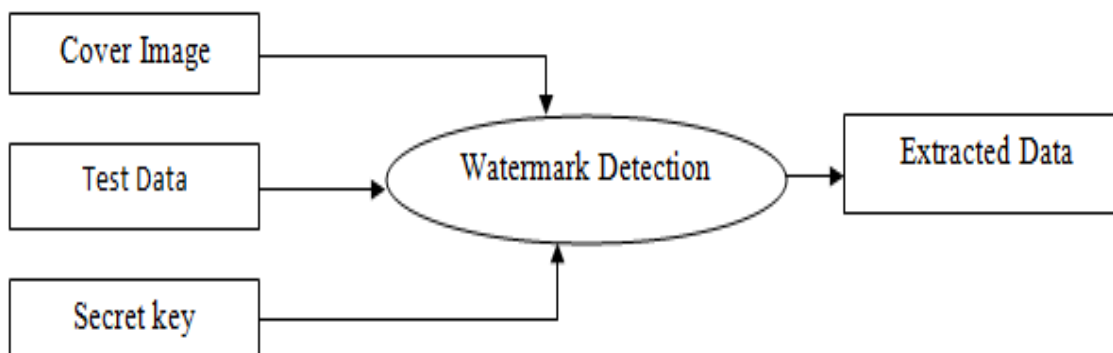 Cover Image
Test Data
Secret key
Watermark Detection
Extracted Data